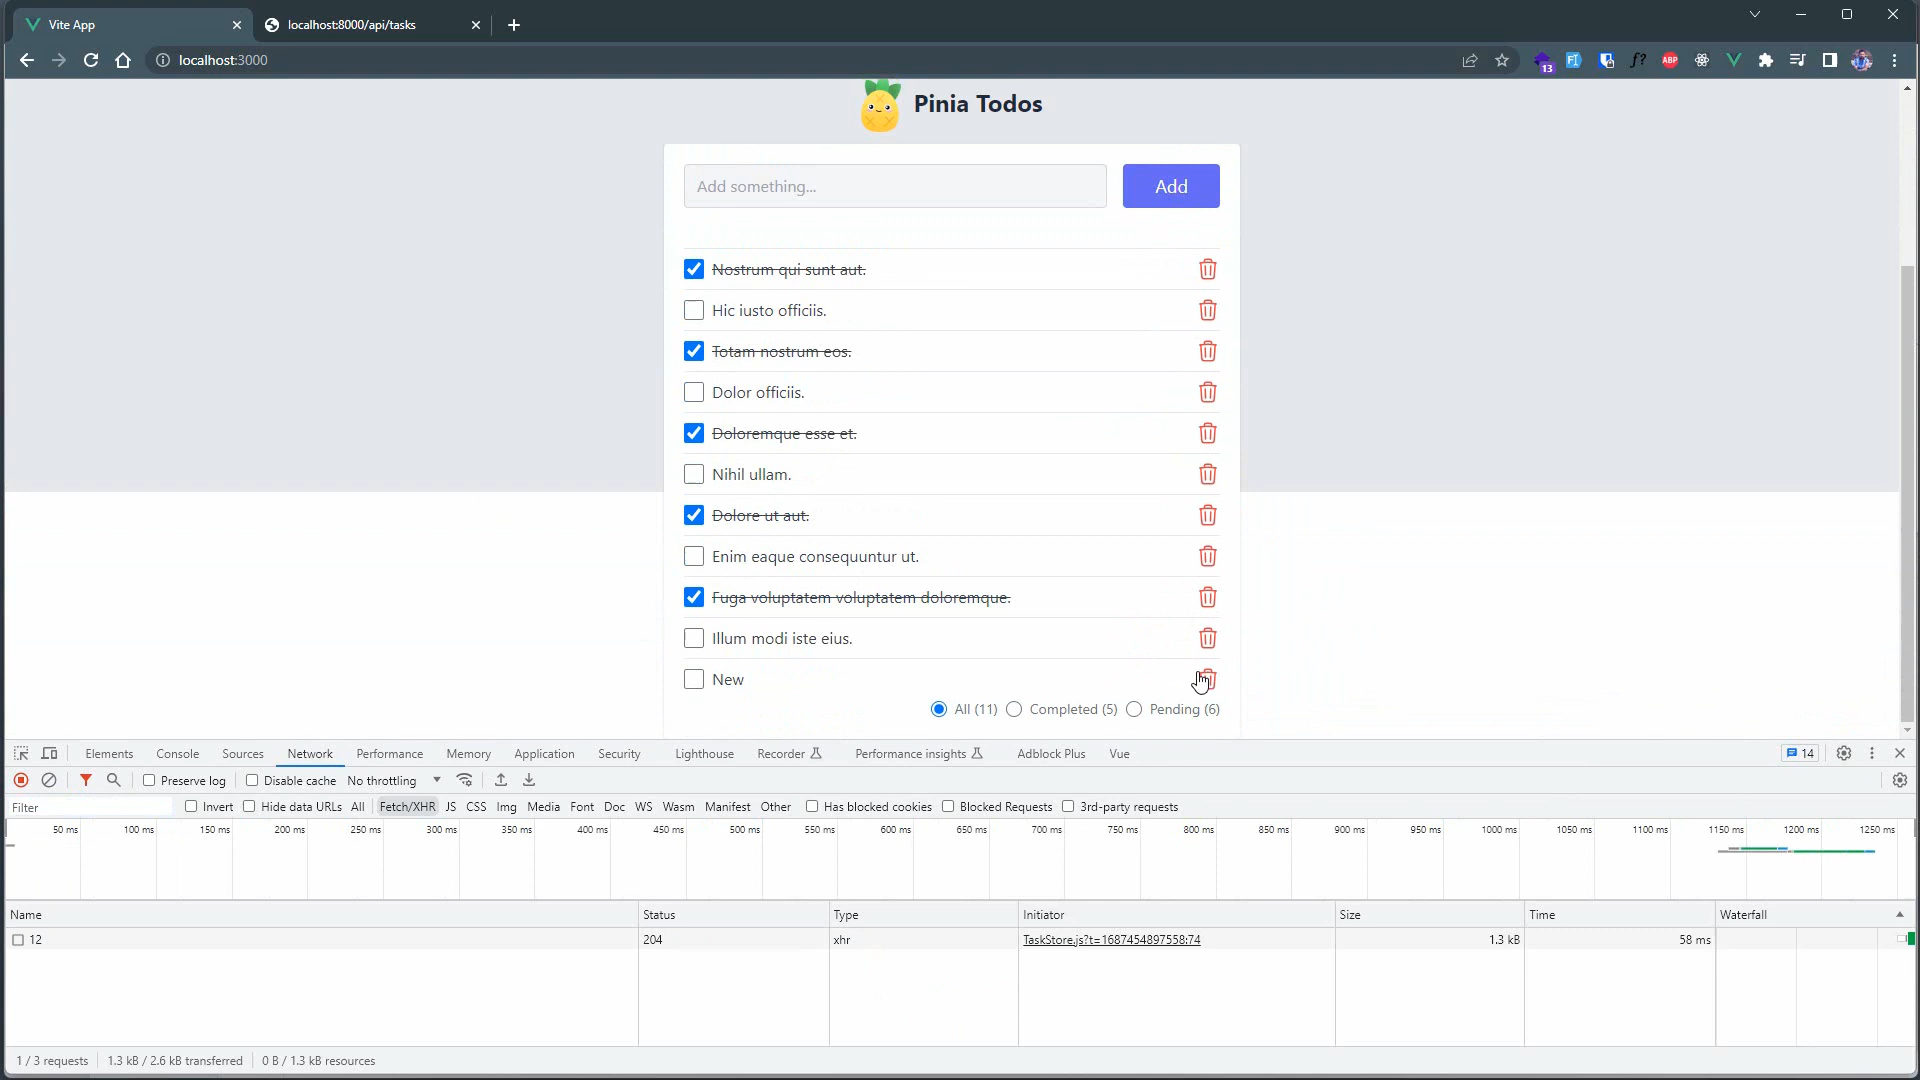 Vite App
localhost:8000/api/tasks
localhost:3000
13
ABP
f?
Pinia Todos
Add something...
Add
Nostrum qui sunt aut.
Hic iusto officiis.
Totam nostrum eos.
Dolor officiis.
Doloremque esse et.
Nihil ullam.
Dolore ut aut.
Enim eaque consequuntur ut.
Fuga voluptatem voluptatem doloremque.
Illum modi iste eius.
New
All (11) Completed (5) Pending (6)
Elements Console Sources Network Performance Memory Application Security Lighthouse Recorder Performance insights Adblock Plus Vue 14
Preserve log Disable cache No throttling
Filter Invert Hide data URLs All Fetch/XHR JS CSS Img Media Font Doc WS Wasm Manifest Other Has blocked cookies Blocked Requests 3rd-party requests
50 ms 100 ms 150 ms 200 ms 250 ms 300 ms 350 ms 400 ms 450 ms 500 ms 550 ms 600 ms 650 ms 700 ms 750 ms 800 ms 850 ms 900 ms 950 ms 1000 ms 1050 ms 1100 ms 1150 ms 1200 ms 1250 ms
Name Status Type Initiator Size Time Waterfall
12 204 xhr TaskStore.js?t=1687454897558:74 1.3 kB 58 ms
1 / 3 requests 1.3 kB / 2.6 kB transferred 0 B / 1.3 kB resources